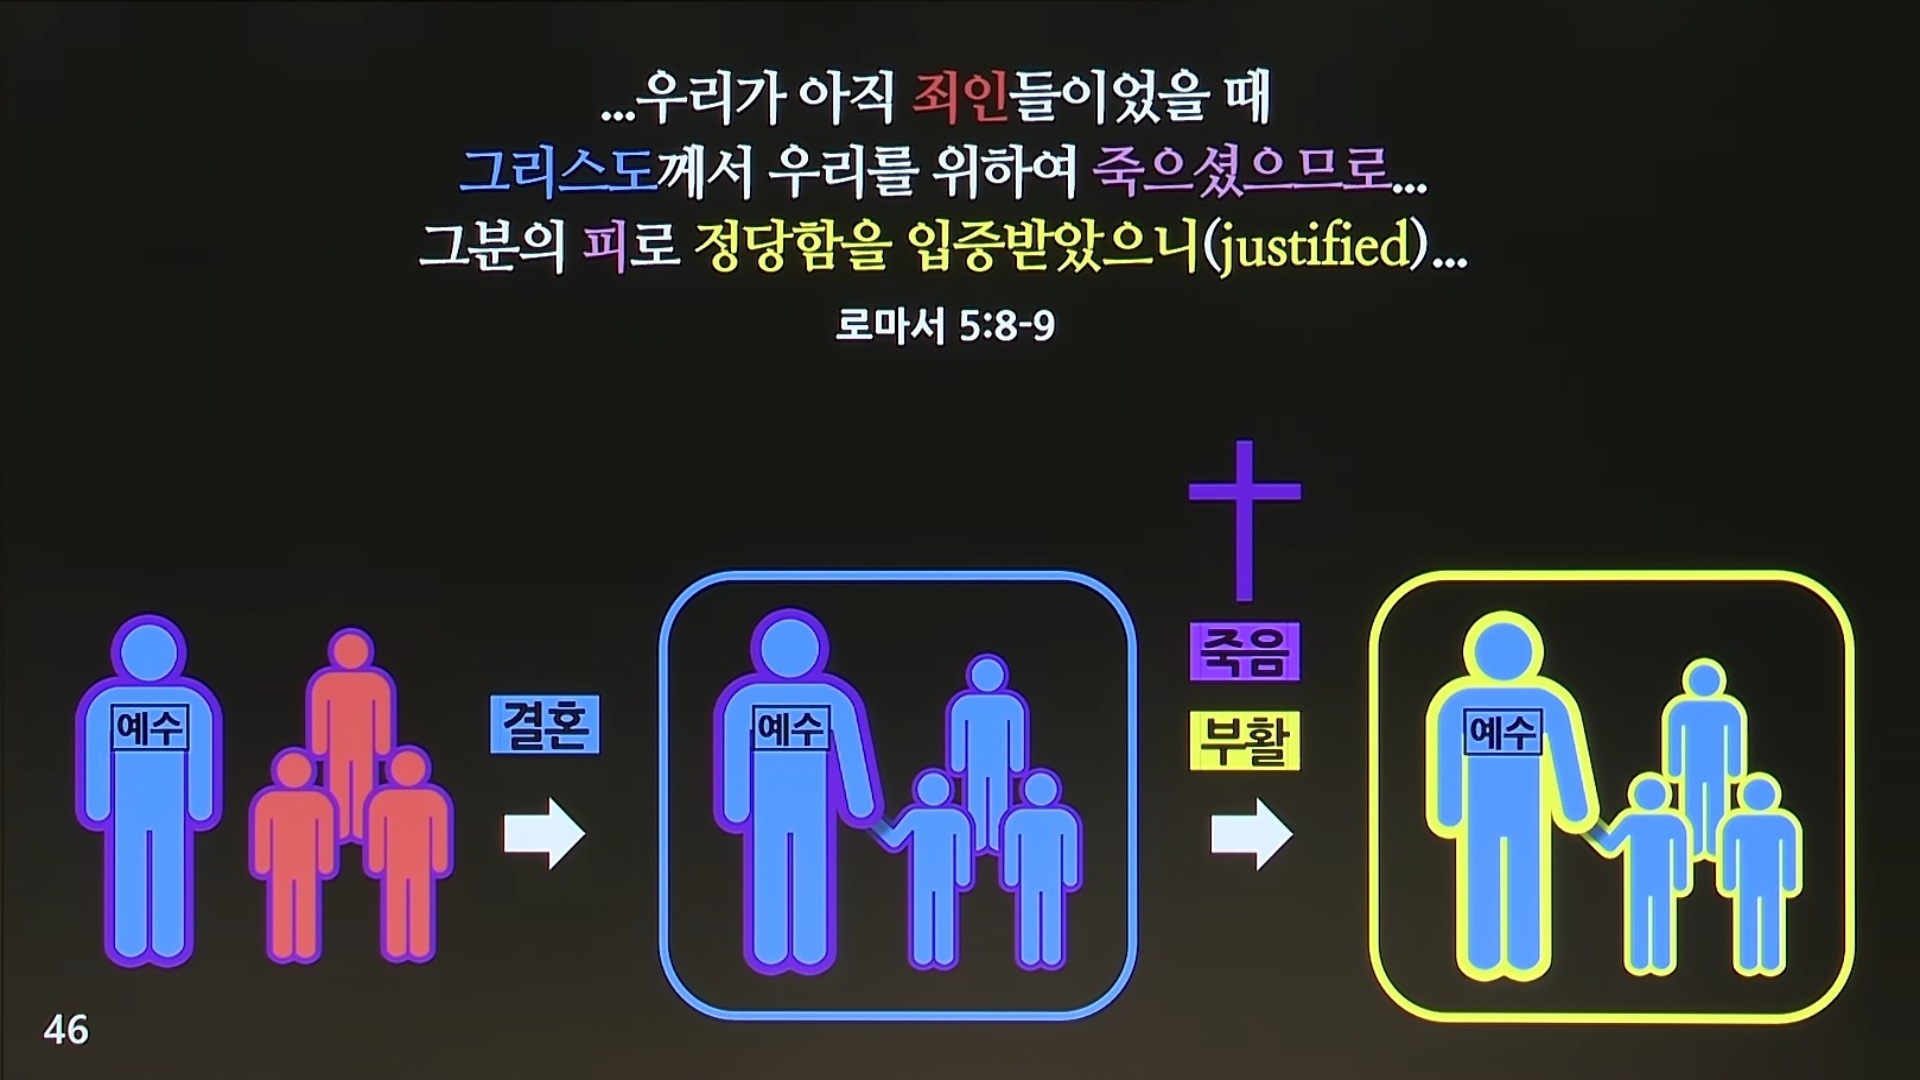 ...우리가 아직 죄인들이었을 때
그리스도께서 우리를 위하여 죽으셨으므로...
그분의 피로 정당함을 입증받았으니(justified)...
로마서 5:8-9
예수
결혼
예수
죽음
부활
예수
46